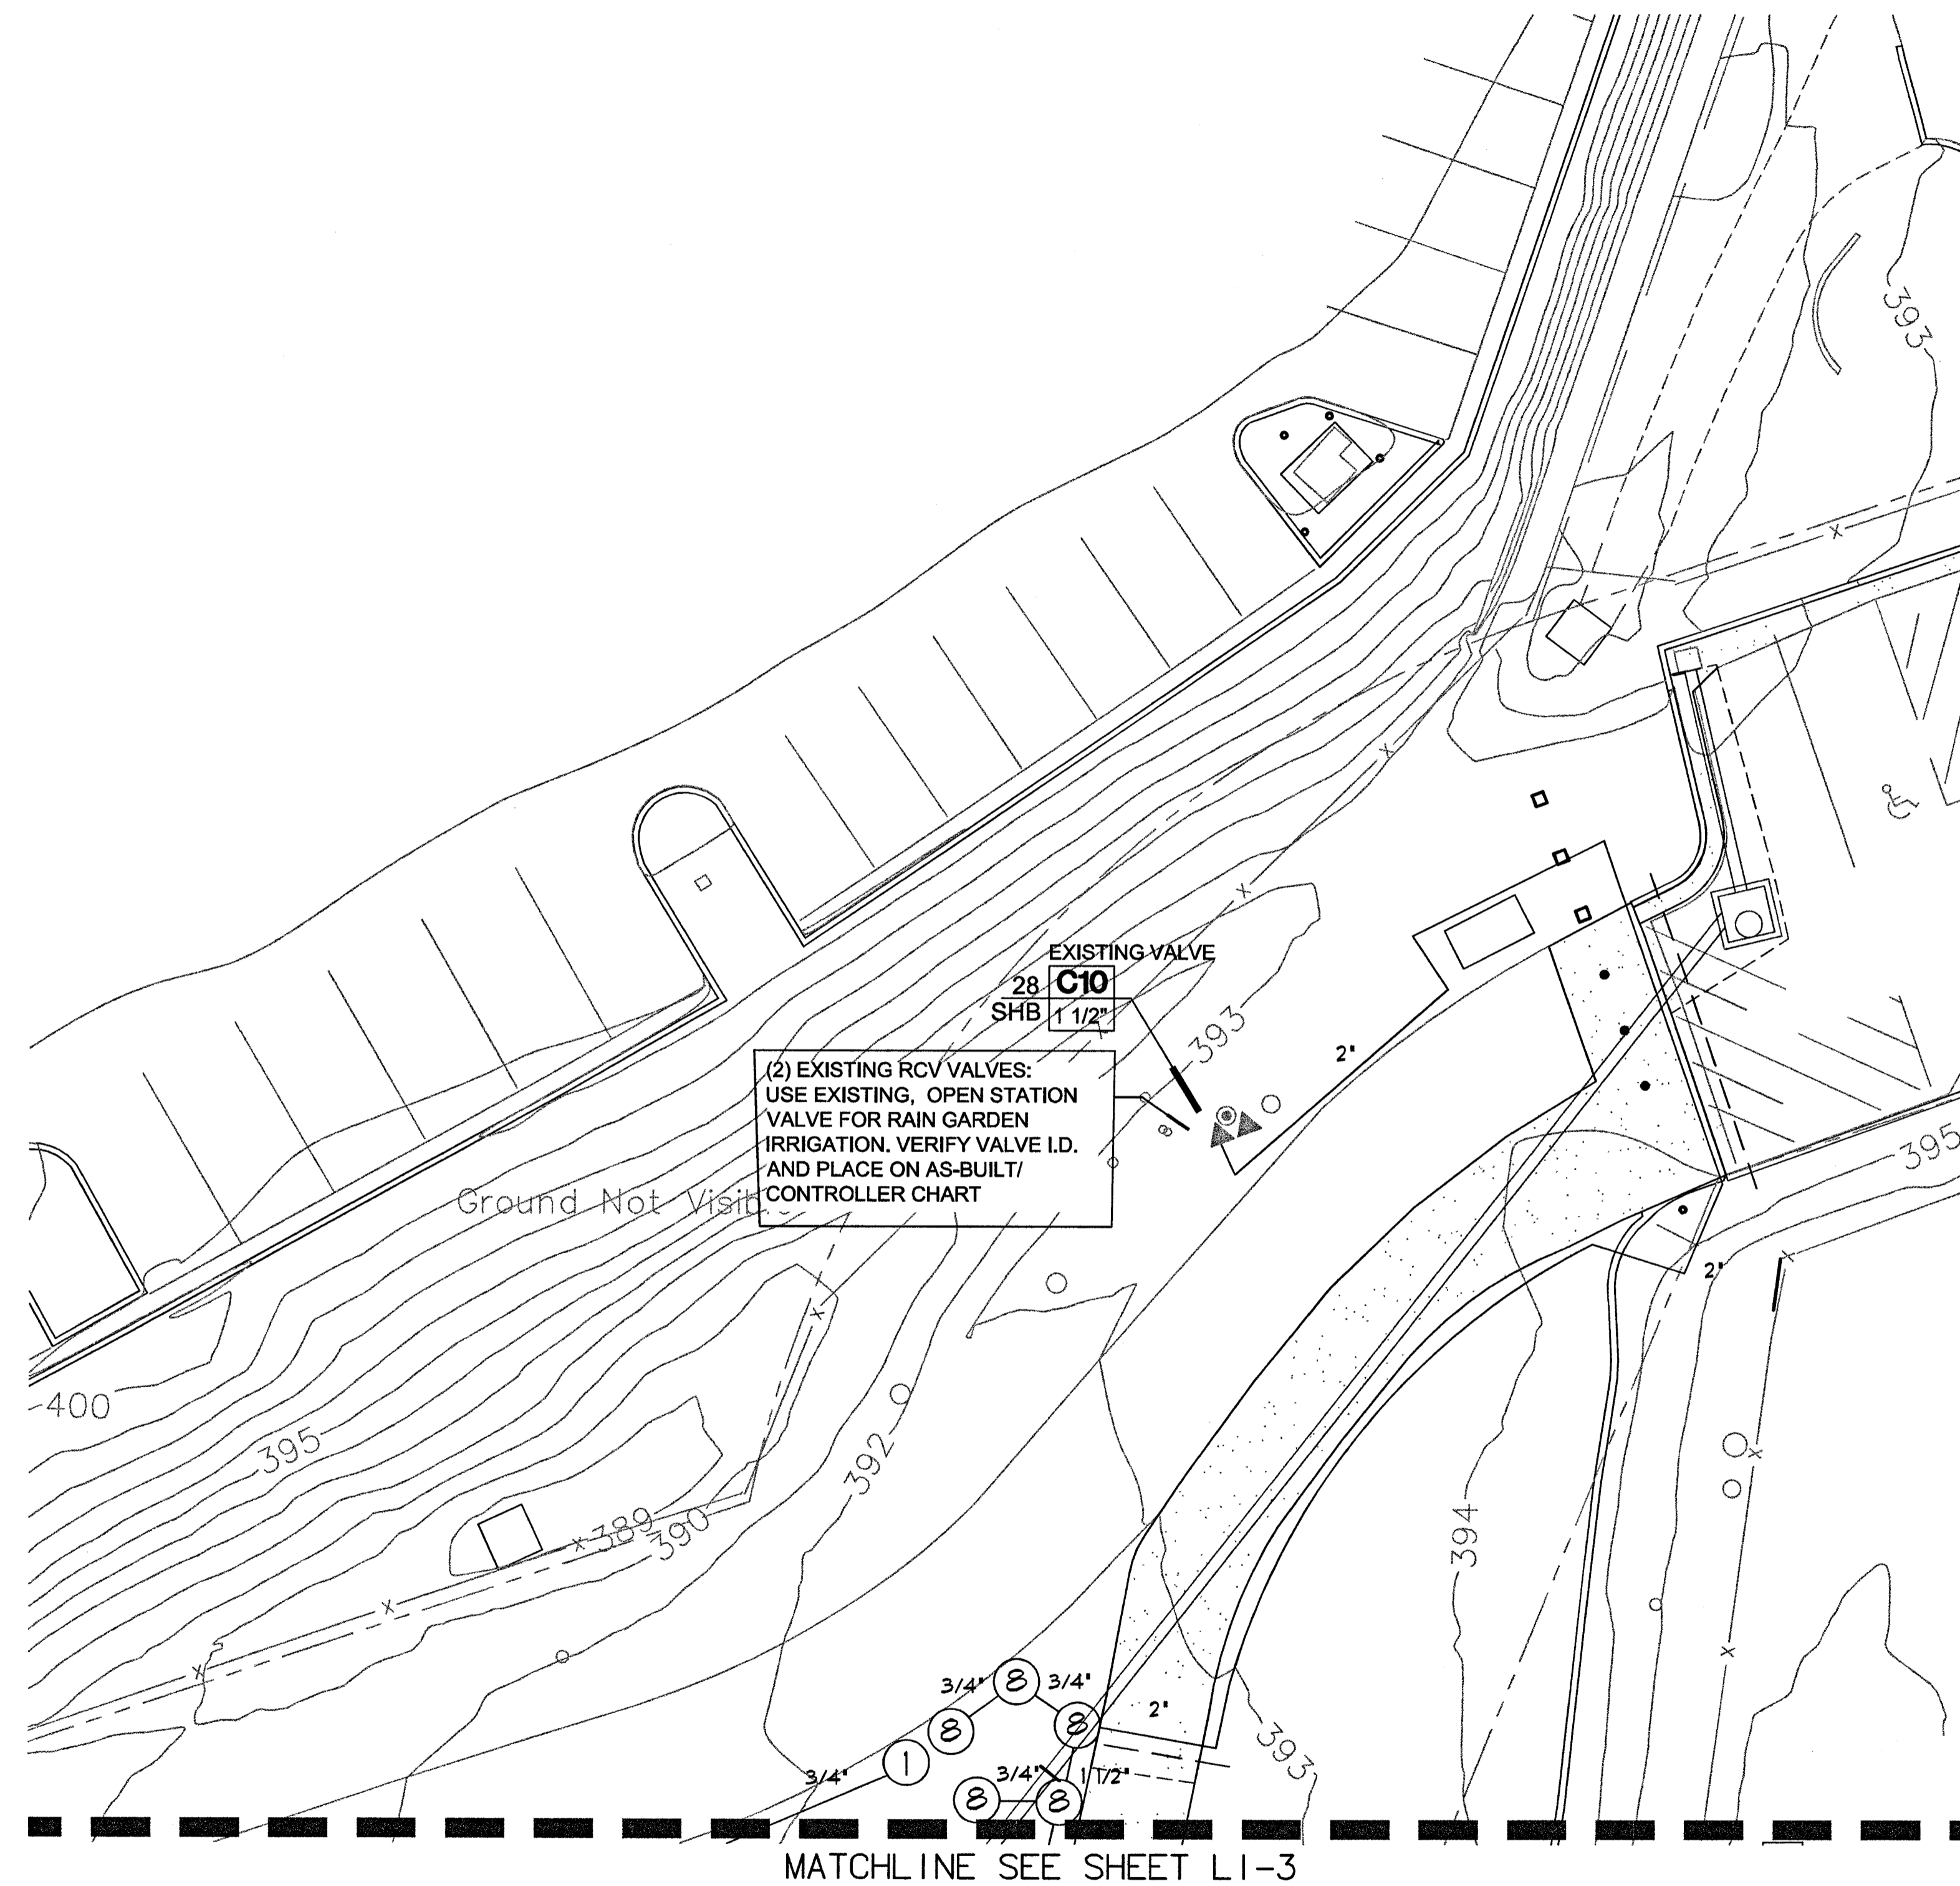 393
EXISTING VALVE
28 C10
SHB 1 1/2"
393
2"
(2) EXISTING RCV VALVES:
USE EXISTING, OPEN STATION
VALVE FOR RAIN GARDEN
IRRIGATION. VERIFY VALVE I.D.
AND PLACE ON AS-BUILT/
CONTROLLER CHART
8
395
Ground Not Visib
2"
400
395
392
389
390
394
3/4" 8 3/4"
8 8
2"
393
1
3/4"
3/4" 1 1/2"
8 8
MATCHLINE SEE SHEET LI-3